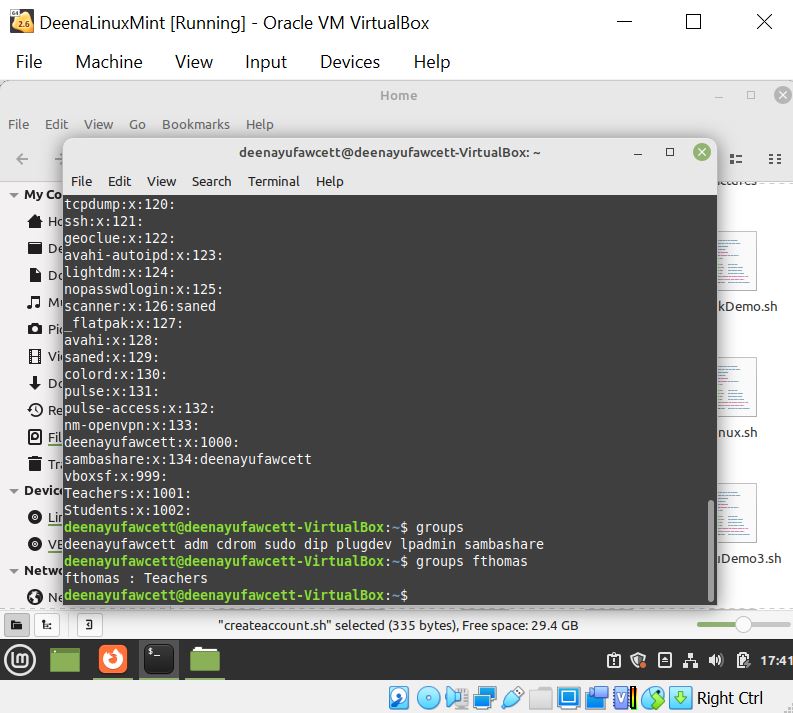 DeenaLinuxMint [Running] - Oracle VM VirtualBox
File Machine View Input Devices Help
Home
File Edit View Go Bookmarks Help
deenayufawcett@deenayufawcett-VirtualBox: ~
File Edit View Search Terminal Help
My Co
tcpdump:x:120:
ssh:x:121:
geoclue:x:122:
avahi-autoipd:x:123:
lightdm:x:124:
nopasswdlogin:x:125:
scanner:x:126:saned
_flatpak:x:127:
avahi:x:128:
saned:x:129:
colord:x:130:
pulse:x:131:
pulse-access:x:132:
nm-openvpn:x:133:
deenayufawcett:x:1000:
sambashare:x:134:deenayufawcett
vboxsf:x:999:
Teachers:x:1001:
Students:x:1002:
deenayufawcett@deenayufawcett-VirtualBox:~$ groups
deenayufawcett adm cdrom sudo dip plugdev lpadmin sambashare
deenayufawcett@deenayufawcett-VirtualBox:~$ groups fthomas
fthomas : Teachers
deenayufawcett@deenayufawcett-VirtualBox:~$
Ho
De
Do
Mu
Pic
Vi
Do
Re
Fil
Tra
Device
Lin
VB
Netwo
Ne
ctures
kDemo.sh
nux.sh
uDemo3.sh
"createaccount.sh" selected (335 bytes), Free space: 29.4 GB
17:41
Right Ctrl